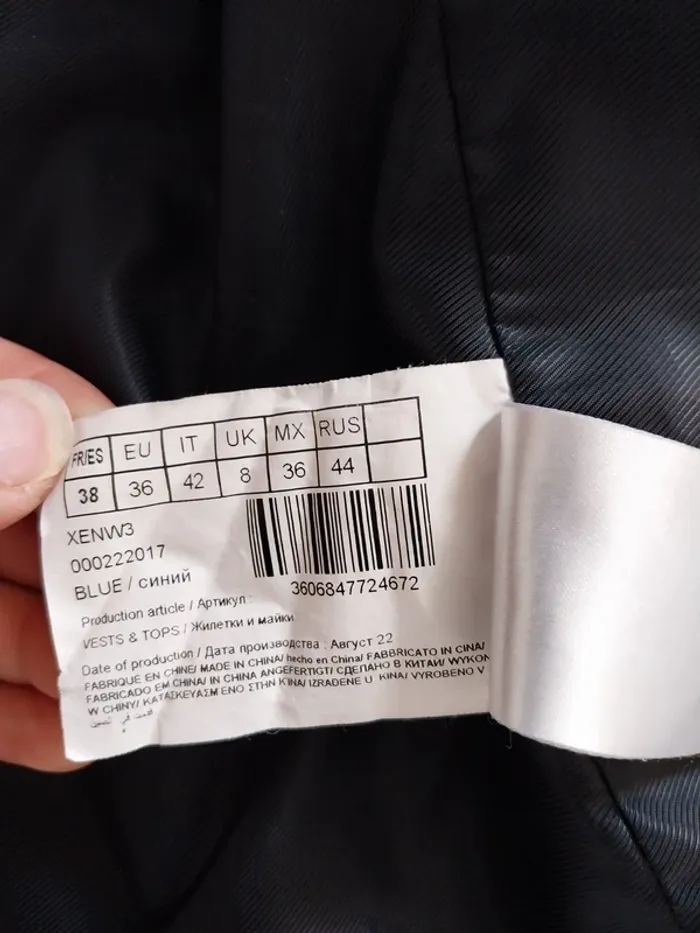 FR/ES EU IT UK MX RUS
38 36 42 8 36 44
XENW3
000222017
BLUE / синий
3606847724672
Production article / Артикул :
VESTS & TOPS / Жилетки и майки
Date of production / Дата производства : Август 22
FABRIQUÉ EN CHINE/ MADE IN CHINA/ hecho en China/ FABBRICATO IN CINA/
FABRICADO EM CHINA/ IN CHINA ANGEFERTIGT/ СДЕЛАНО В КИТАИ/ WYKON
W CHINY/ ΚΑΤΑΣΚΕΥΑΣΜΕΝΟ ΣΤΗΝ ΚΙΝΑ/ IZRADENE U KINA/ VYROBENO V